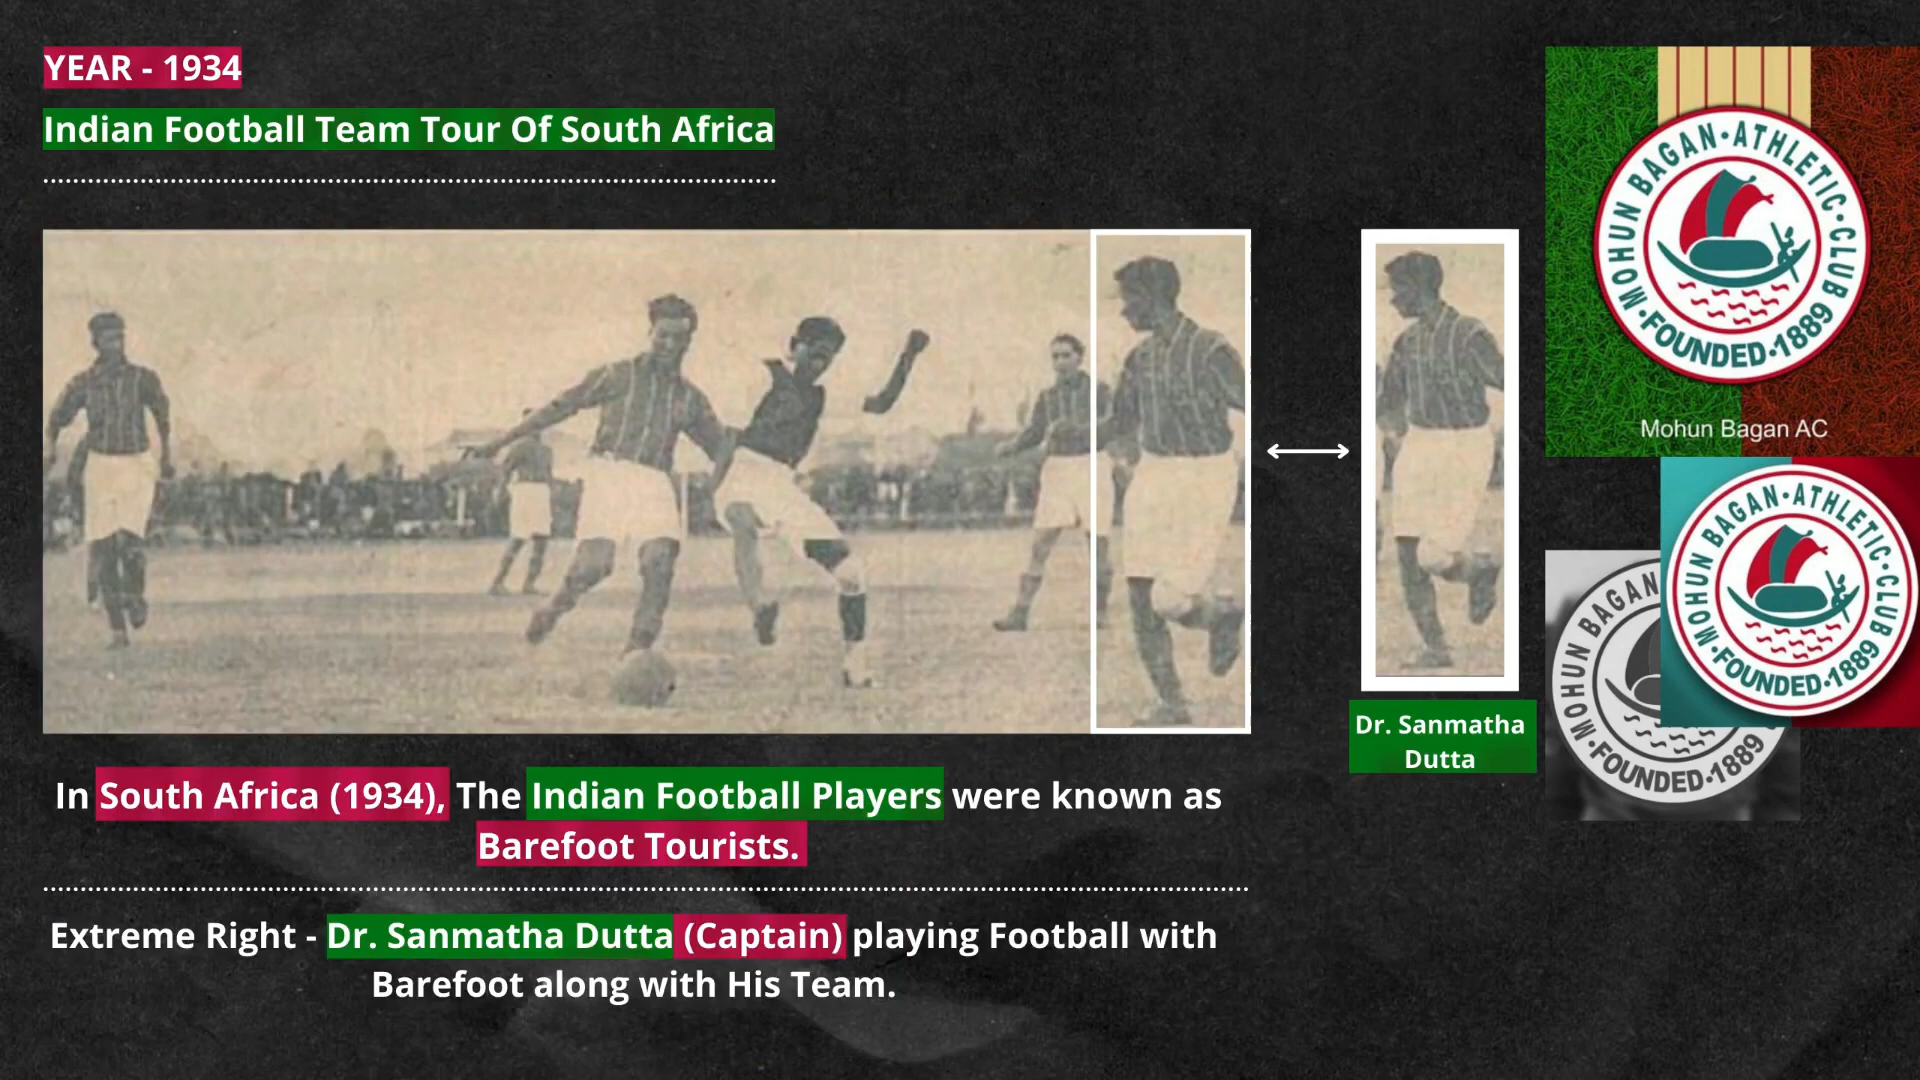 YEAR - 1934
Indian Football Team Tour Of South Africa
MOHUN BAGAN·ATHLETIC·CLUB
·FOUNDED·1889
Mohun Bagan AC
MOHUN BAGAN·ATHLETIC·CLUB
·FOUNDED·1889
MOHUN BAGAN
·FOUNDED·1889
Dr. Sanmatha
Dutta
In South Africa (1934), The Indian Football Players were known as
Barefoot Tourists.
Extreme Right - Dr. Sanmatha Dutta (Captain) playing Football with
Barefoot along with His Team.